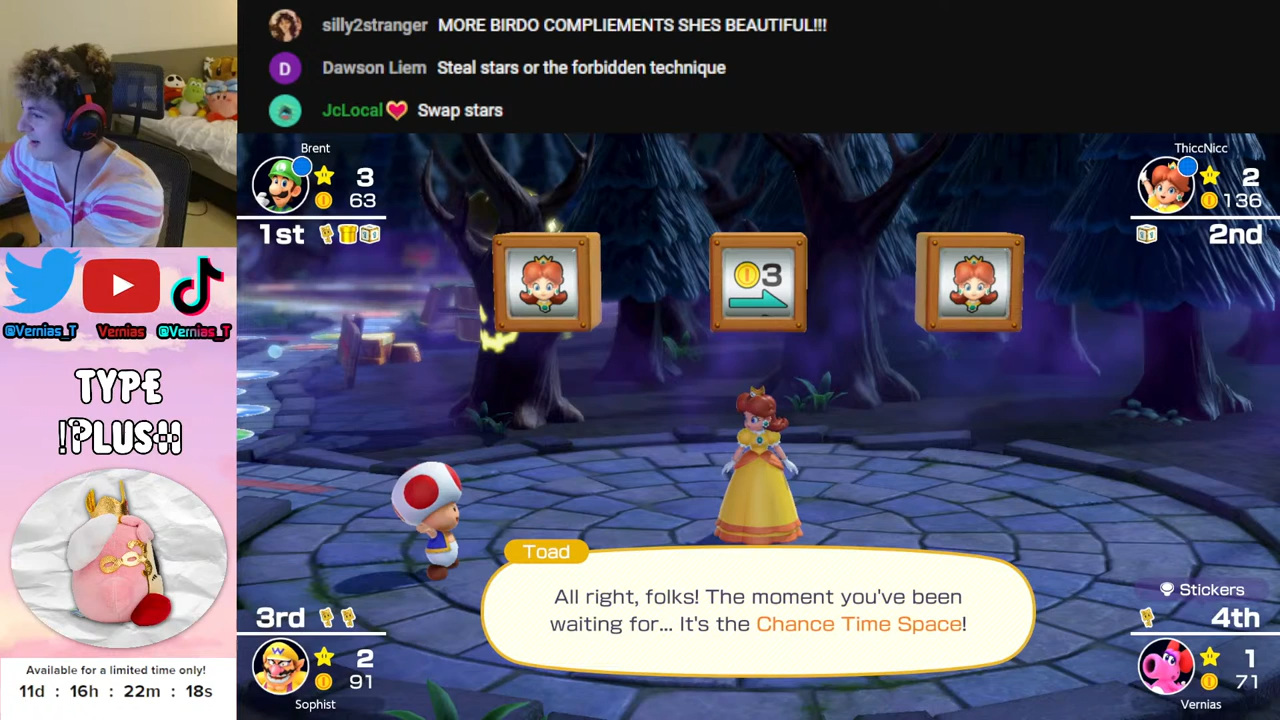 silly2stranger MORE BIRDO COMPLIEMENTS SHES BEAUTIFUL!!!
Dawson Liem Steal stars or the forbidden technique
D
JcLocal Swap stars
Brent
3
63
1st
ThiccNicc
2
136
2nd
3
@Vernias_T
Vernias
@Vernias_T
TYPE
!PLUSH
Toad
All right, folks! The moment you've been
waiting for... It's the Chance Time Space!
Stickers
3rd
2
91
Sophist
4th
1
71
Vernias
Available for a limited time only!
11d : 16h : 22m : 18s